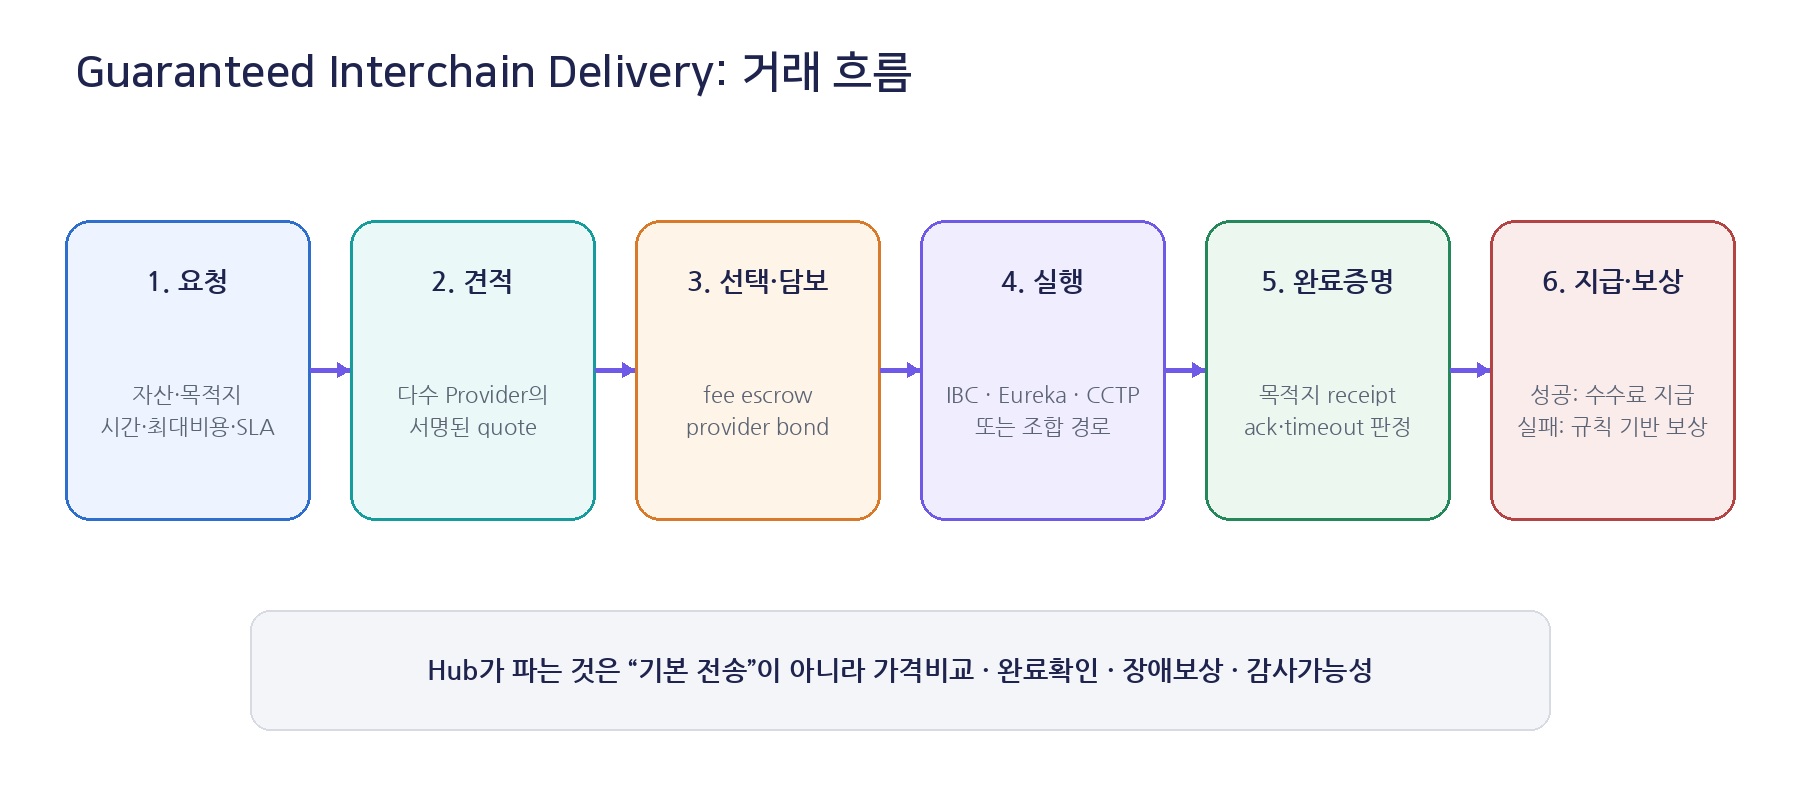 Guaranteed Interchain Delivery: 거래 흐름
1. 요청
자산·목적지
시간·최대비용·SLA
2. 견적
다수 Provider의
서명된 quote
3. 선택·담보
fee escrow
provider bond
4. 실행
IBC · Eureka · CCTP
또는 조합 경로
5. 완료증명
목적지 receipt
ack·timeout 판정
6. 지급·보상
성공: 수수료 지급
실패: 규칙 기반 보상
Hub가 파는 것은 “기본 전송”이 아니라 가격비교 · 완료확인 · 장애보상 · 감사가능성